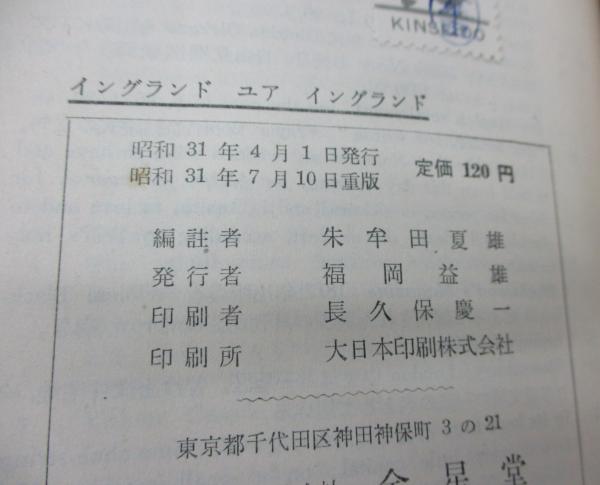 KINSEIDO
イングランド ユア イングランド
昭和 31 年 4 月 1 日発行
昭和 31 年 7 月 10 日重版
定価 120 円
編註者 朱牟田夏雄
発行者 福岡益雄
印刷者 長久保慶一
印刷所 大日本印刷株式会社
東京都千代田区神田神保町 3 の 21
金星堂